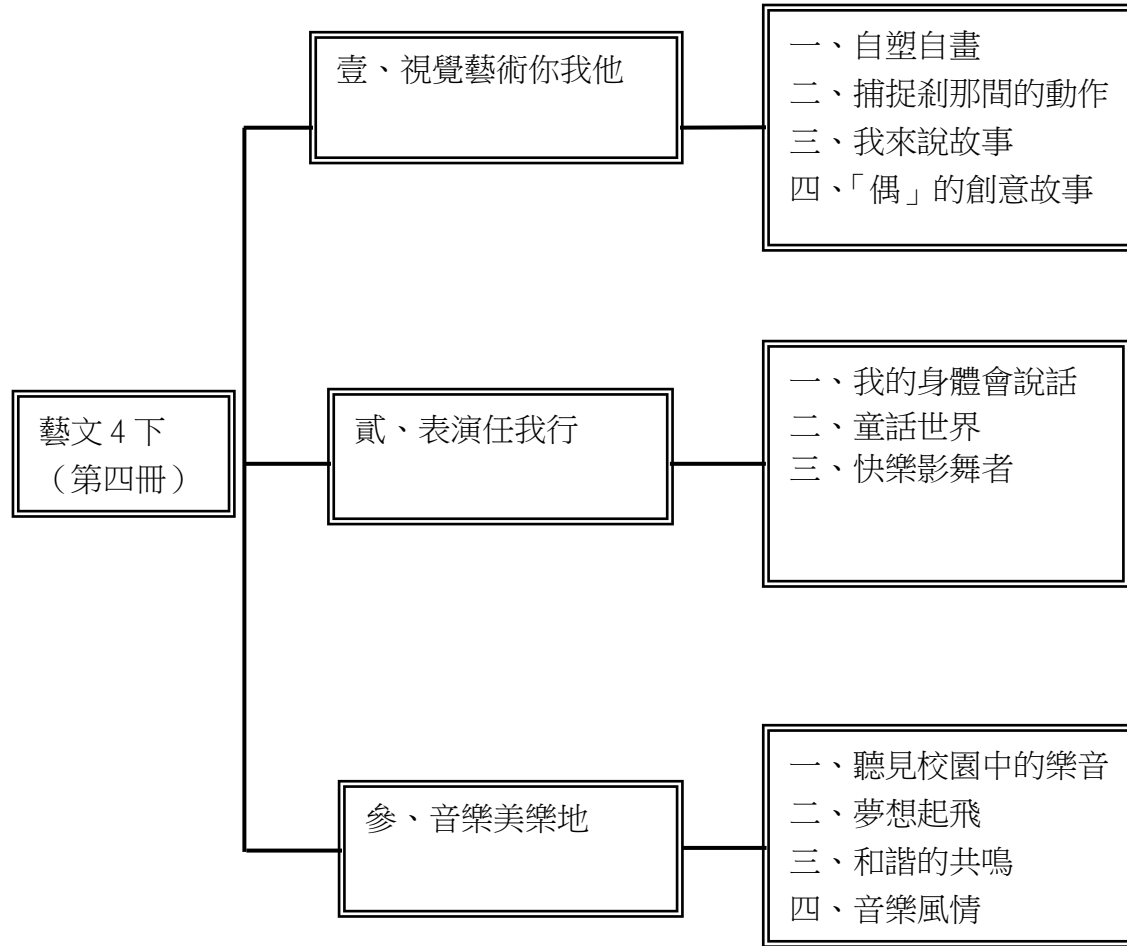 藝文 4 下
（第四冊）
壹、視覺藝術你我他
一、自塑自畫
二、捕捉剎那間的動作
三、我來說故事
四、「偶」的創意故事
貳、表演任我行
一、我的身體會說話
二、童話世界
三、快樂影舞者
參、音樂美樂地
一、聽見校園中的樂音
二、夢想起飛
三、和諧的共鳴
四、音樂風情